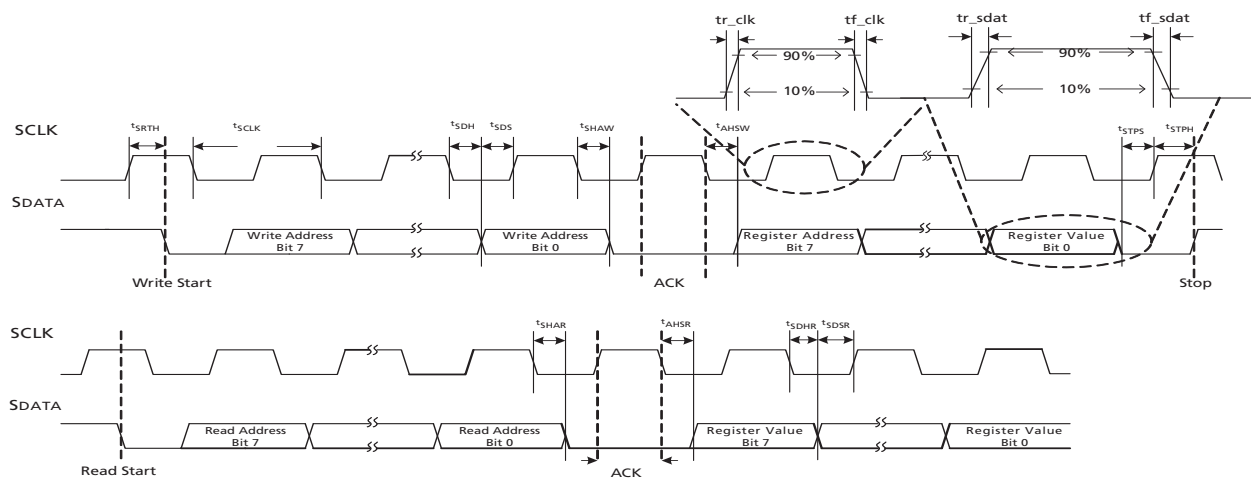 tr_clk tf_clk tr_sdat tf_sdat
90% 90%
10% 10%
SCLK tSRTH tSCLK tSDH tSDS tSHAW tAHSW tSTPS tSTPH
SDATA
Write Address Bit 7
Write Address Bit 0
Register Address Bit 7
Register Value Bit 0
Write Start ACK Stop
SCLK tSHAR tAHSR tSDHR tSDSR
SDATA
Read Address Bit 7
Read Address Bit 0
Register Value Bit 7
Register Value Bit 0
Read Start ACK